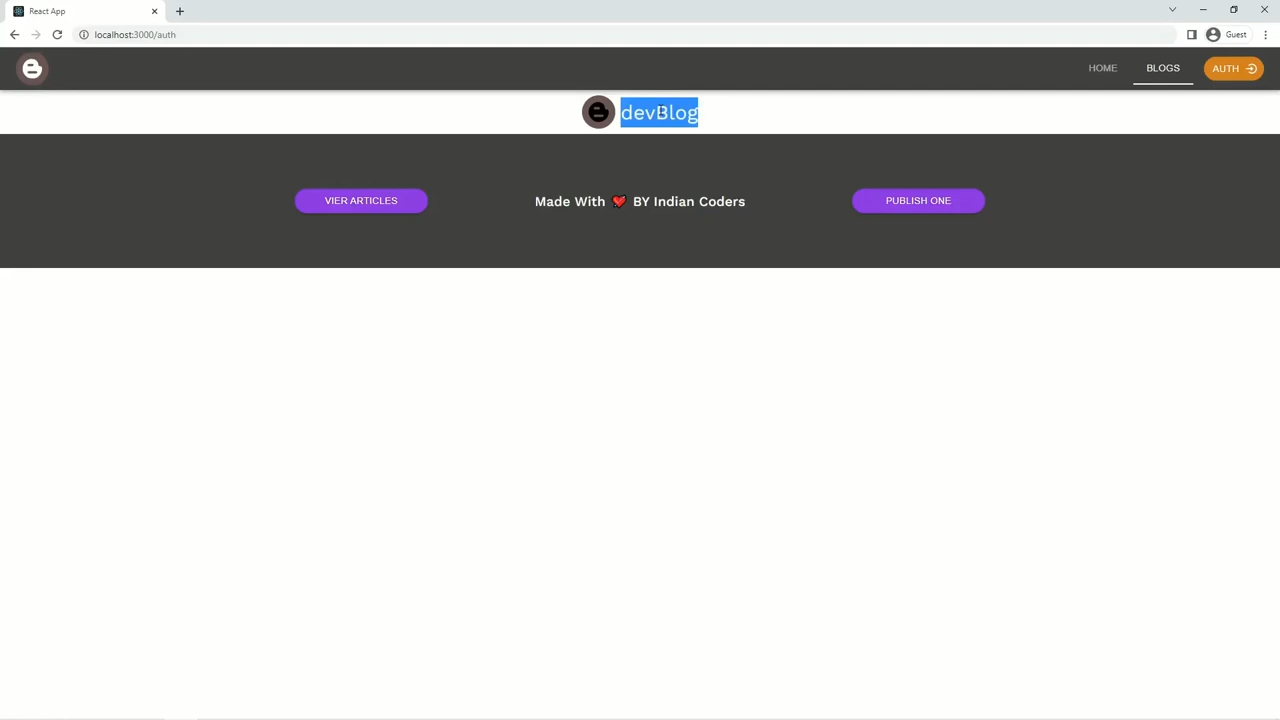 React App
localhost:3000/auth
Guest
HOME
BLOGS
AUTH
devBlog
VIER ARTICLES
Made With ❤️ BY Indian Coders
PUBLISH ONE